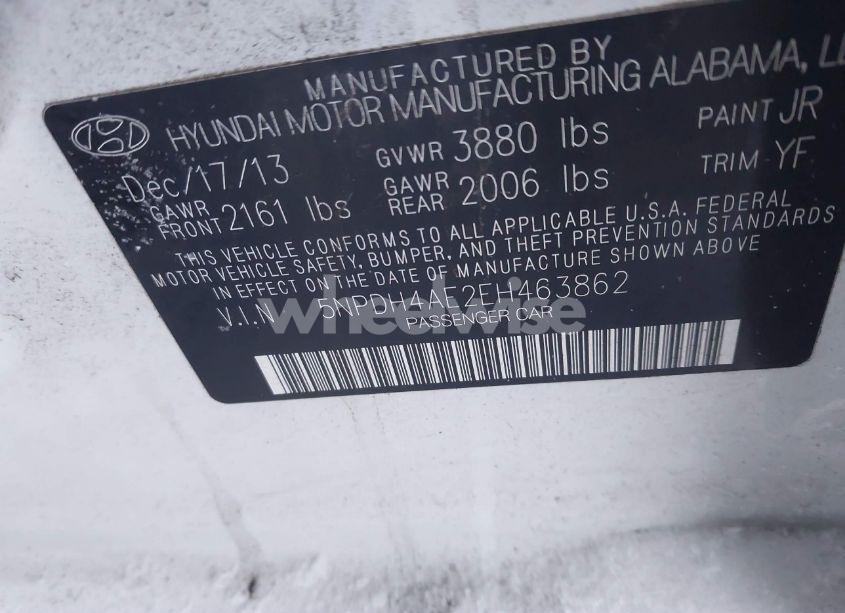 MANUFACTURED BY
HYUNDAI MOTOR MANUFACTURING ALABAMA,
Dec/17/13 GVWR 3880 lbs PAINT JR
GAWR FRONT 2161 lbs GAWR REAR 2006 lbs TRIM YF
THIS VEHICLE CONFORMS TO ALL APPLICABLE U.S.A. FEDERAL
MOTOR VEHICLE SAFETY, BUMPER, AND THEFT PREVENTION STANDARDS
IN EFFECT ON THE DATE OF MANUFACTURE SHOWN ABOVE
V.I.N 5NPDH4AE2EH463862
wheelwise
PASSENGER CAR